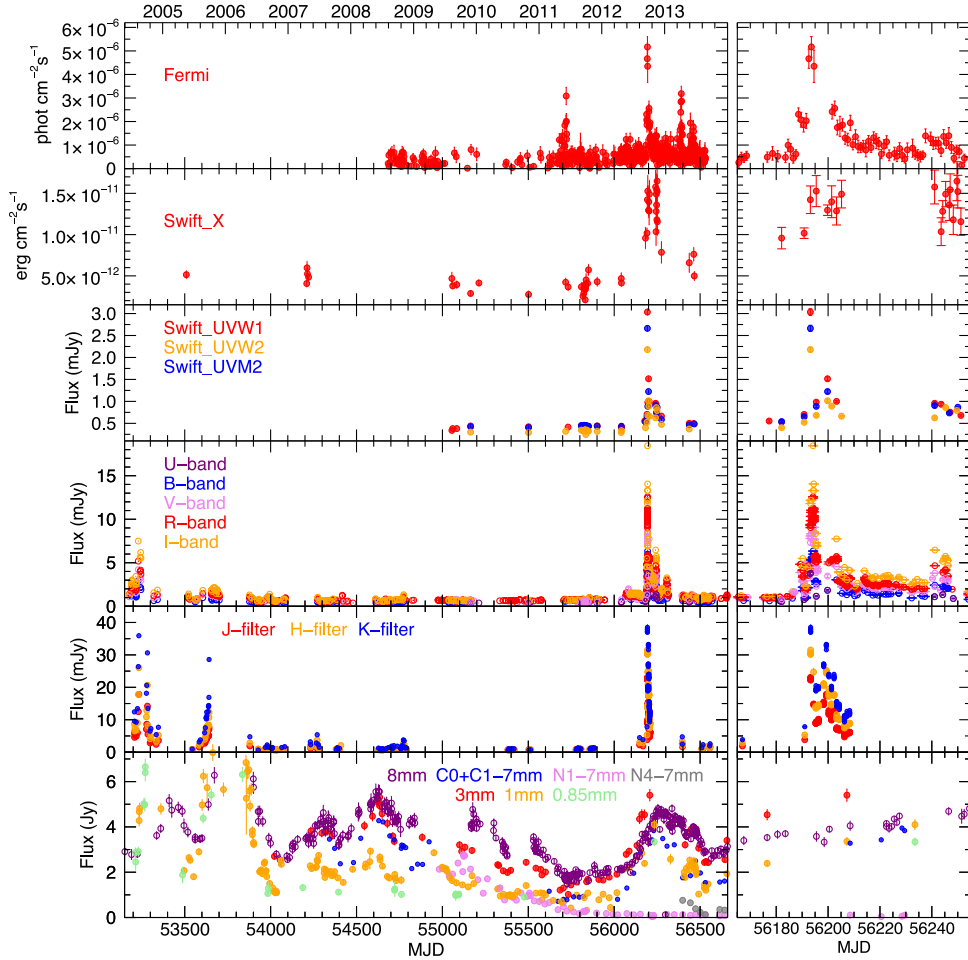 2005 2006 2007 2008 2009 2010 2011 2012 2013
6×10⁻⁶
5×10⁻⁶
4×10⁻⁶
3×10⁻⁶
2×10⁻⁶
1×10⁻⁶
0
phot cm⁻²s⁻¹
Fermi
1.5×10⁻¹¹
1.0×10⁻¹¹
5.0×10⁻¹²
erg cm⁻²s⁻¹
Swift_X
3.0
2.5
2.0
1.5
1.0
0.5
Flux (mJy)
Swift_UVW1
Swift_UVW2
Swift_UVM2
15
10
5
0
Flux (mJy)
U−band
B−band
V−band
R−band
I−band
40
30
20
10
0
Flux (mJy)
J−filter H−filter K−filter
6
4
2
0
Flux (Jy)
8mm C0+C1−7mm N1−7mm N4−7mm
3mm 1mm 0.85mm
53500 54000 54500 55000 55500 56000 56500
MJD
56180 56200 56220 56240
MJD